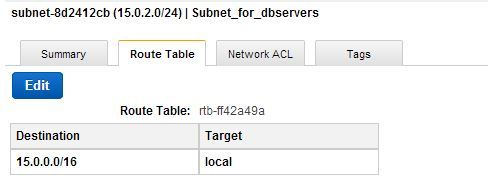 subnet-8d2412cb (15.0.2.0/24) | Subnet_for_dbservers
Summary Route Table Network ACL Tags
Edit
Route Table: rtb-ff42a49a
Destination Target
15.0.0.0/16 local